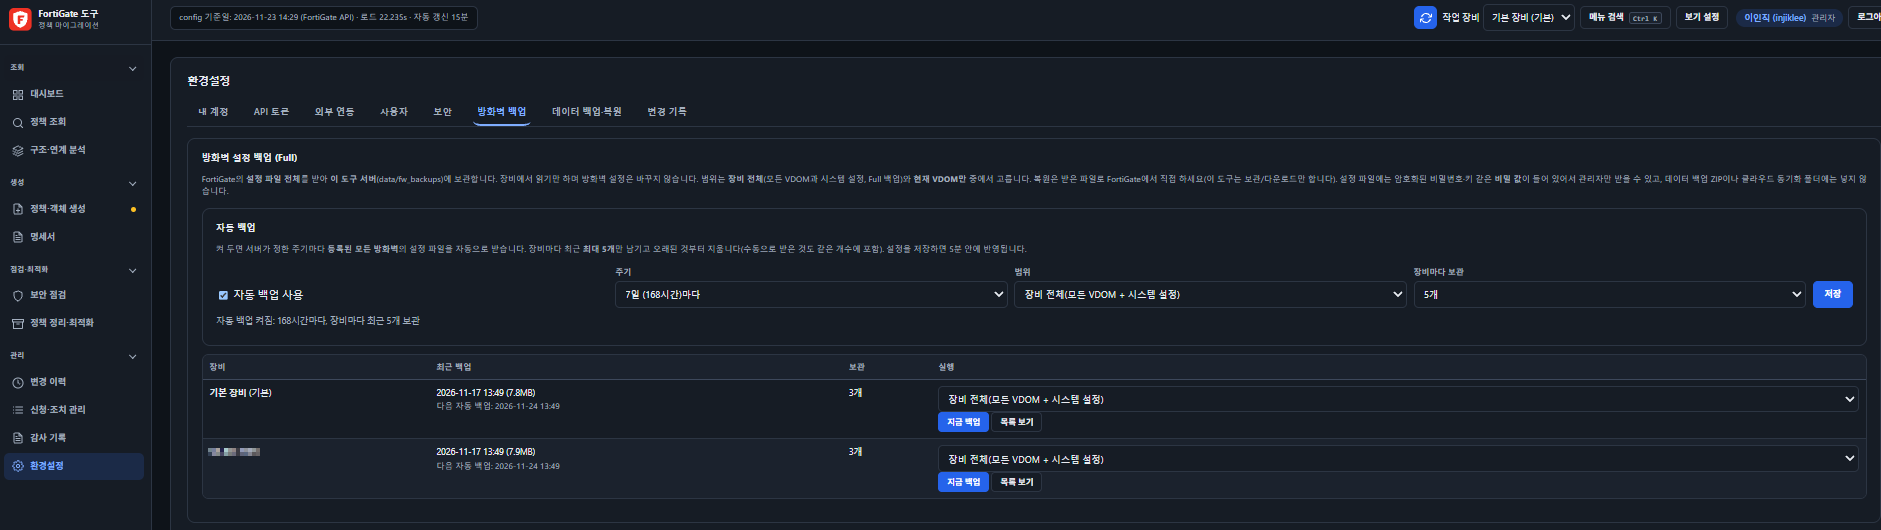 FortiGate 도구
정책 마이그레이션
config 기준일: 2026-11-23 14:29 (FortiGate API) · 로드 22.235s · 자동 갱신 15분
작업 장비
기본 장비 (기본)
메뉴 검색 Ctrl K
보기 설정
이인직 (injiklee) 관리자
로그아
조회
대시보드
정책 조회
구조·연계 분석
생성
정책·객체 생성
명세서
점검·최적화
보안 점검
정책 정리·최적화
관리
변경 이력
신청·조치 관리
감사 기록
환경설정
환경설정
내 계정 API 토큰 외부 연동 사용자 보안 방화벽 백업 데이터 백업·복원 변경 기록
방화벽 설정 백업 (Full)
FortiGate의 설정 파일 전체를 받아 이 도구 서버(data/fw_backups)에 보관합니다. 장비에서 읽기만 하며 방화벽 설정은 바꾸지 않습니다. 범위는 장비 전체(모든 VDOM과 시스템 설정, Full 백업)와 현재 VDOM만 중에서 고릅니다. 복원은 받은 파일로 FortiGate에서 직접 하세요(이 도구는 보관/다운로드만 합니다). 설정 파일에는 암호화된 비밀번호·키 같은 비밀 값이 들어 있어서 관리자만 받을 수 있고, 데이터 백업 ZIP이나 클라우드 동기화 폴더에는 넣지 않
습니다.
자동 백업
켜 두면 서버가 정한 주기마다 등록된 모든 방화벽의 설정 파일을 자동으로 받습니다. 장비마다 최근 최대 5개만 남기고 오래된 것부터 지웁니다(수동으로 받은 것도 같은 개수에 포함). 설정을 저장하면 5분 안에 반영됩니다.
주기 범위 장비마다 보관
자동 백업 사용 7일 (168시간)마다 장비 전체(모든 VDOM + 시스템 설정) 5개 저장
자동 백업 켜짐: 168시간마다, 장비마다 최근 5개 보관
장비 최근 백업 보관 실행
기본 장비 (기본) 2026-11-17 13:49 (7.8MB) 3개 장비 전체(모든 VDOM + 시스템 설정)
다음 자동 백업: 2026-11-24 13:49
지금 백업 목록 보기
2026-11-17 13:49 (7.9MB) 3개 장비 전체(모든 VDOM + 시스템 설정)
다음 자동 백업: 2026-11-24 13:49
지금 백업 목록 보기